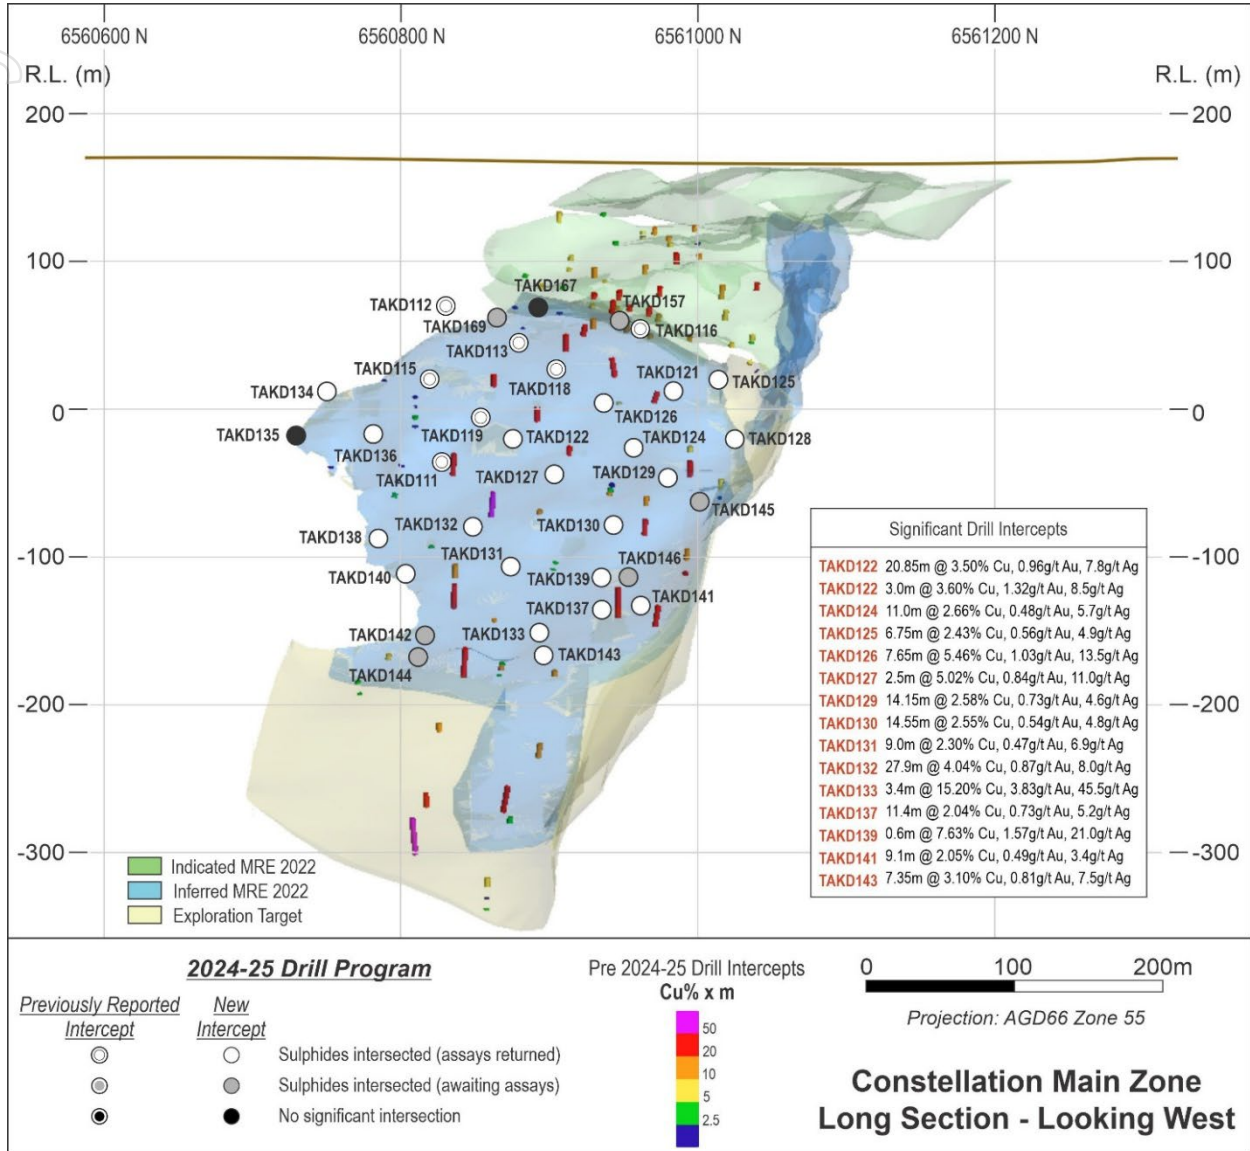 6560600 N 6560800 N 6561000 N 6561200 N
R.L. (m) R.L. (m)
200 200
100 100
TAKD167
TAKD112 TAKD157
TAKD169 TAKD116
TAKD113
TAKD115 TAKD121
TAKD134 TAKD118 TAKD125
0 0
TAKD126
TAKD135 TAKD119 TAKD122 TAKD124 TAKD128
TAKD136
TAKD111 TAKD127 TAKD129
TAKD145
TAKD132 TAKD130
TAKD138
-100 -100
TAKD131 TAKD146
TAKD140 TAKD139
TAKD137 TAKD141
TAKD142 TAKD133
TAKD143
TAKD144
-200 -200
-300 -300
Significant Drill Intercepts
TAKD122 20.85m @ 3.50% Cu, 0.96g/t Au, 7.8g/t Ag
TAKD122 3.0m @ 3.60% Cu, 1.32g/t Au, 8.5g/t Ag
TAKD124 11.0m @ 2.66% Cu, 0.48g/t Au, 5.7g/t Ag
TAKD125 6.75m @ 2.43% Cu, 0.56g/t Au, 4.9g/t Ag
TAKD126 7.65m @ 5.46% Cu, 1.03g/t Au, 13.5g/t Ag
TAKD127 2.5m @ 5.02% Cu, 0.84g/t Au, 11.0g/t Ag
TAKD129 14.15m @ 2.58% Cu, 0.73g/t Au, 4.6g/t Ag
TAKD130 14.55m @ 2.55% Cu, 0.54g/t Au, 4.8g/t Ag
TAKD131 9.0m @ 2.30% Cu, 0.47g/t Au, 6.9g/t Ag
TAKD132 27.9m @ 4.04% Cu, 0.87g/t Au, 8.0g/t Ag
TAKD133 3.4m @ 15.20% Cu, 3.83g/t Au, 45.5g/t Ag
TAKD137 11.4m @ 2.04% Cu, 0.73g/t Au, 5.2g/t Ag
TAKD139 0.6m @ 7.63% Cu, 1.57g/t Au, 21.0g/t Ag
TAKD141 9.1m @ 2.05% Cu, 0.49g/t Au, 3.4g/t Ag
TAKD143 7.35m @ 3.10% Cu, 0.81g/t Au, 7.5g/t Ag
Indicated MRE 2022
Inferred MRE 2022
Exploration Target
2024-25 Drill Program
Previously Reported Intercept
New Intercept
Sulphides intersected (assays returned)
Sulphides intersected (awaiting assays)
No significant intersection
Pre 2024-25 Drill Intercepts
Cu% x m
50
20
10
5
2.5
0 100 200m
Projection: AGD66 Zone 55
Constellation Main Zone
Long Section - Looking West